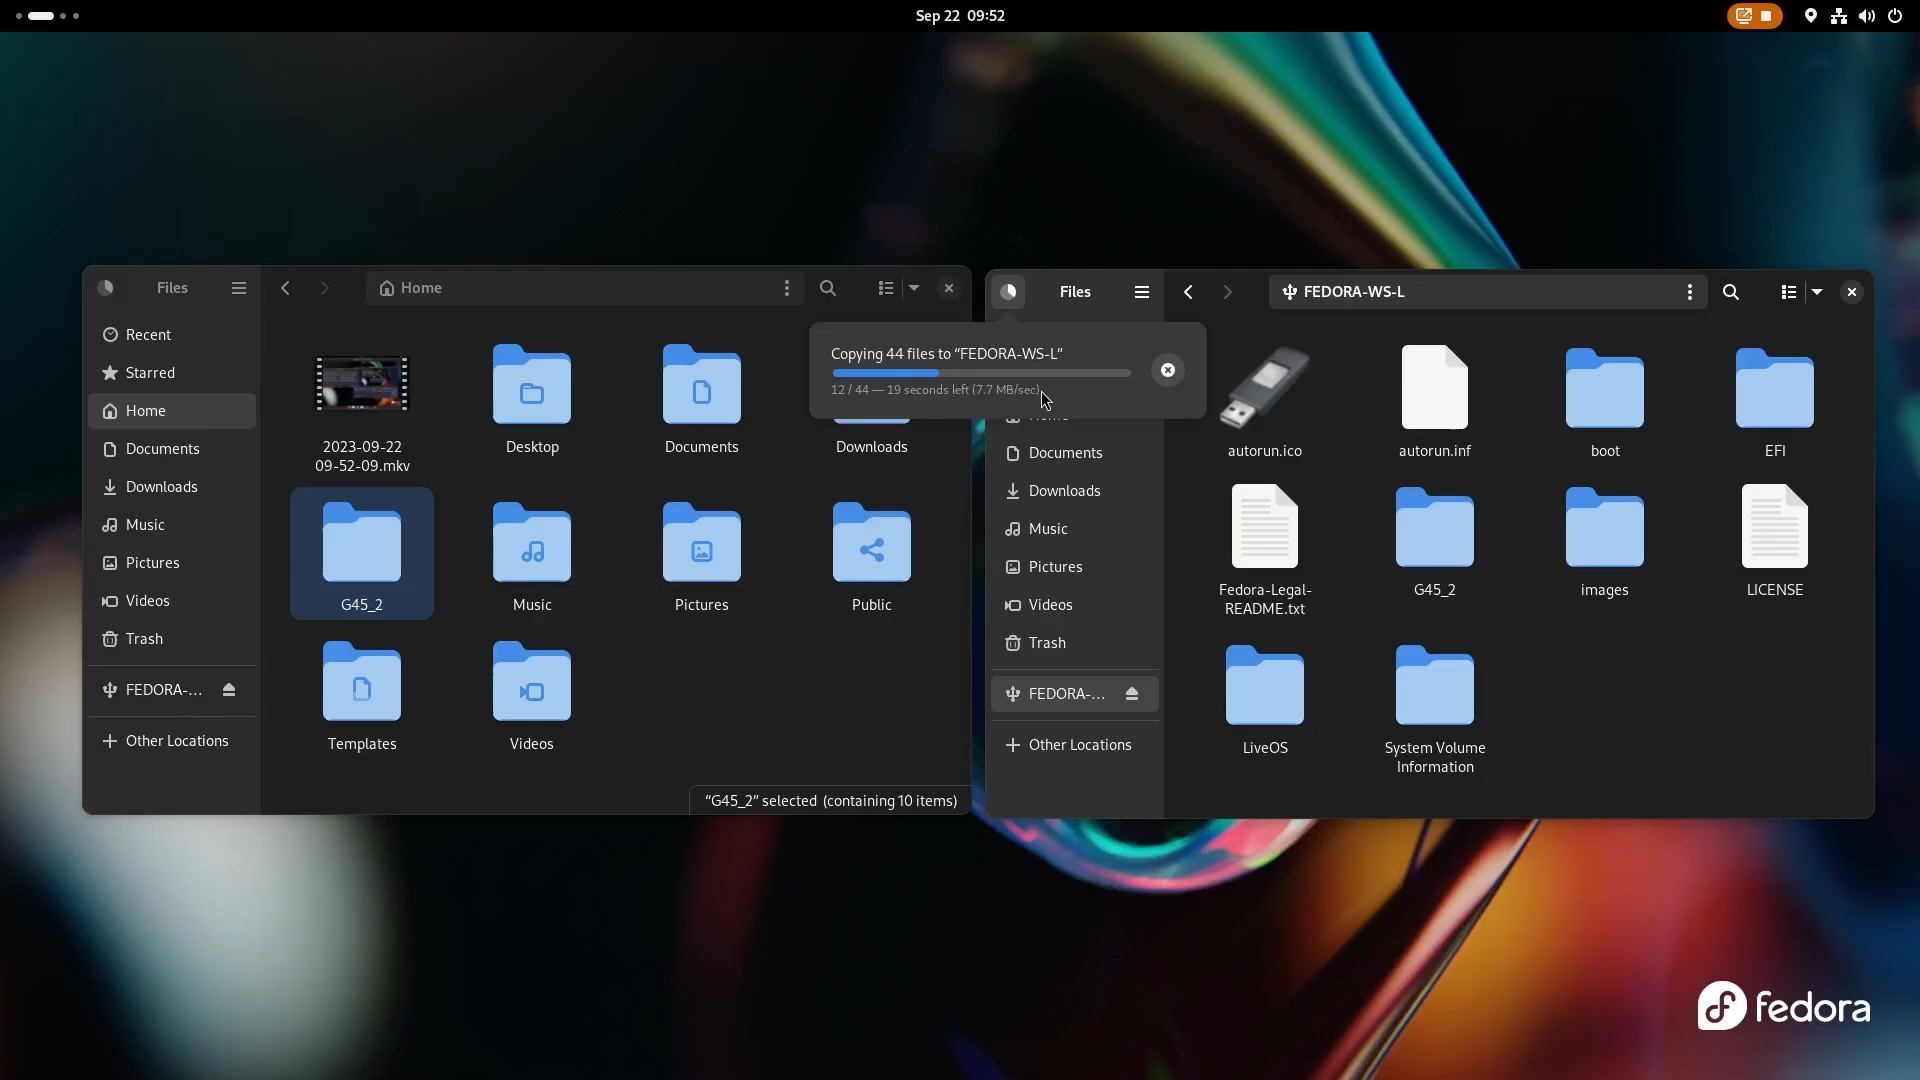 Sep 22 09:52
Files
Home
Recent
Starred
Home
Documents
Downloads
Music
Pictures
Videos
Trash
FEDORA-...
Other Locations
2023-09-22
09-52-09.mkv
Desktop
Documents
Downloads
G45_2
Music
Pictures
Public
Templates
Videos
"G45_2" selected (containing 10 items)
Files
FEDORA-WS-L
Copying 44 files to "FEDORA-WS-L"
12 / 44 — 19 seconds left (7.7 MB/sec)
Home
Documents
Downloads
Music
Pictures
Videos
Trash
FEDORA-...
Other Locations
autorun.ico
autorun.inf
boot
EFI
Fedora-Legal-
README.txt
G45_2
images
LICENSE
LiveOS
System Volume
Information
fedora